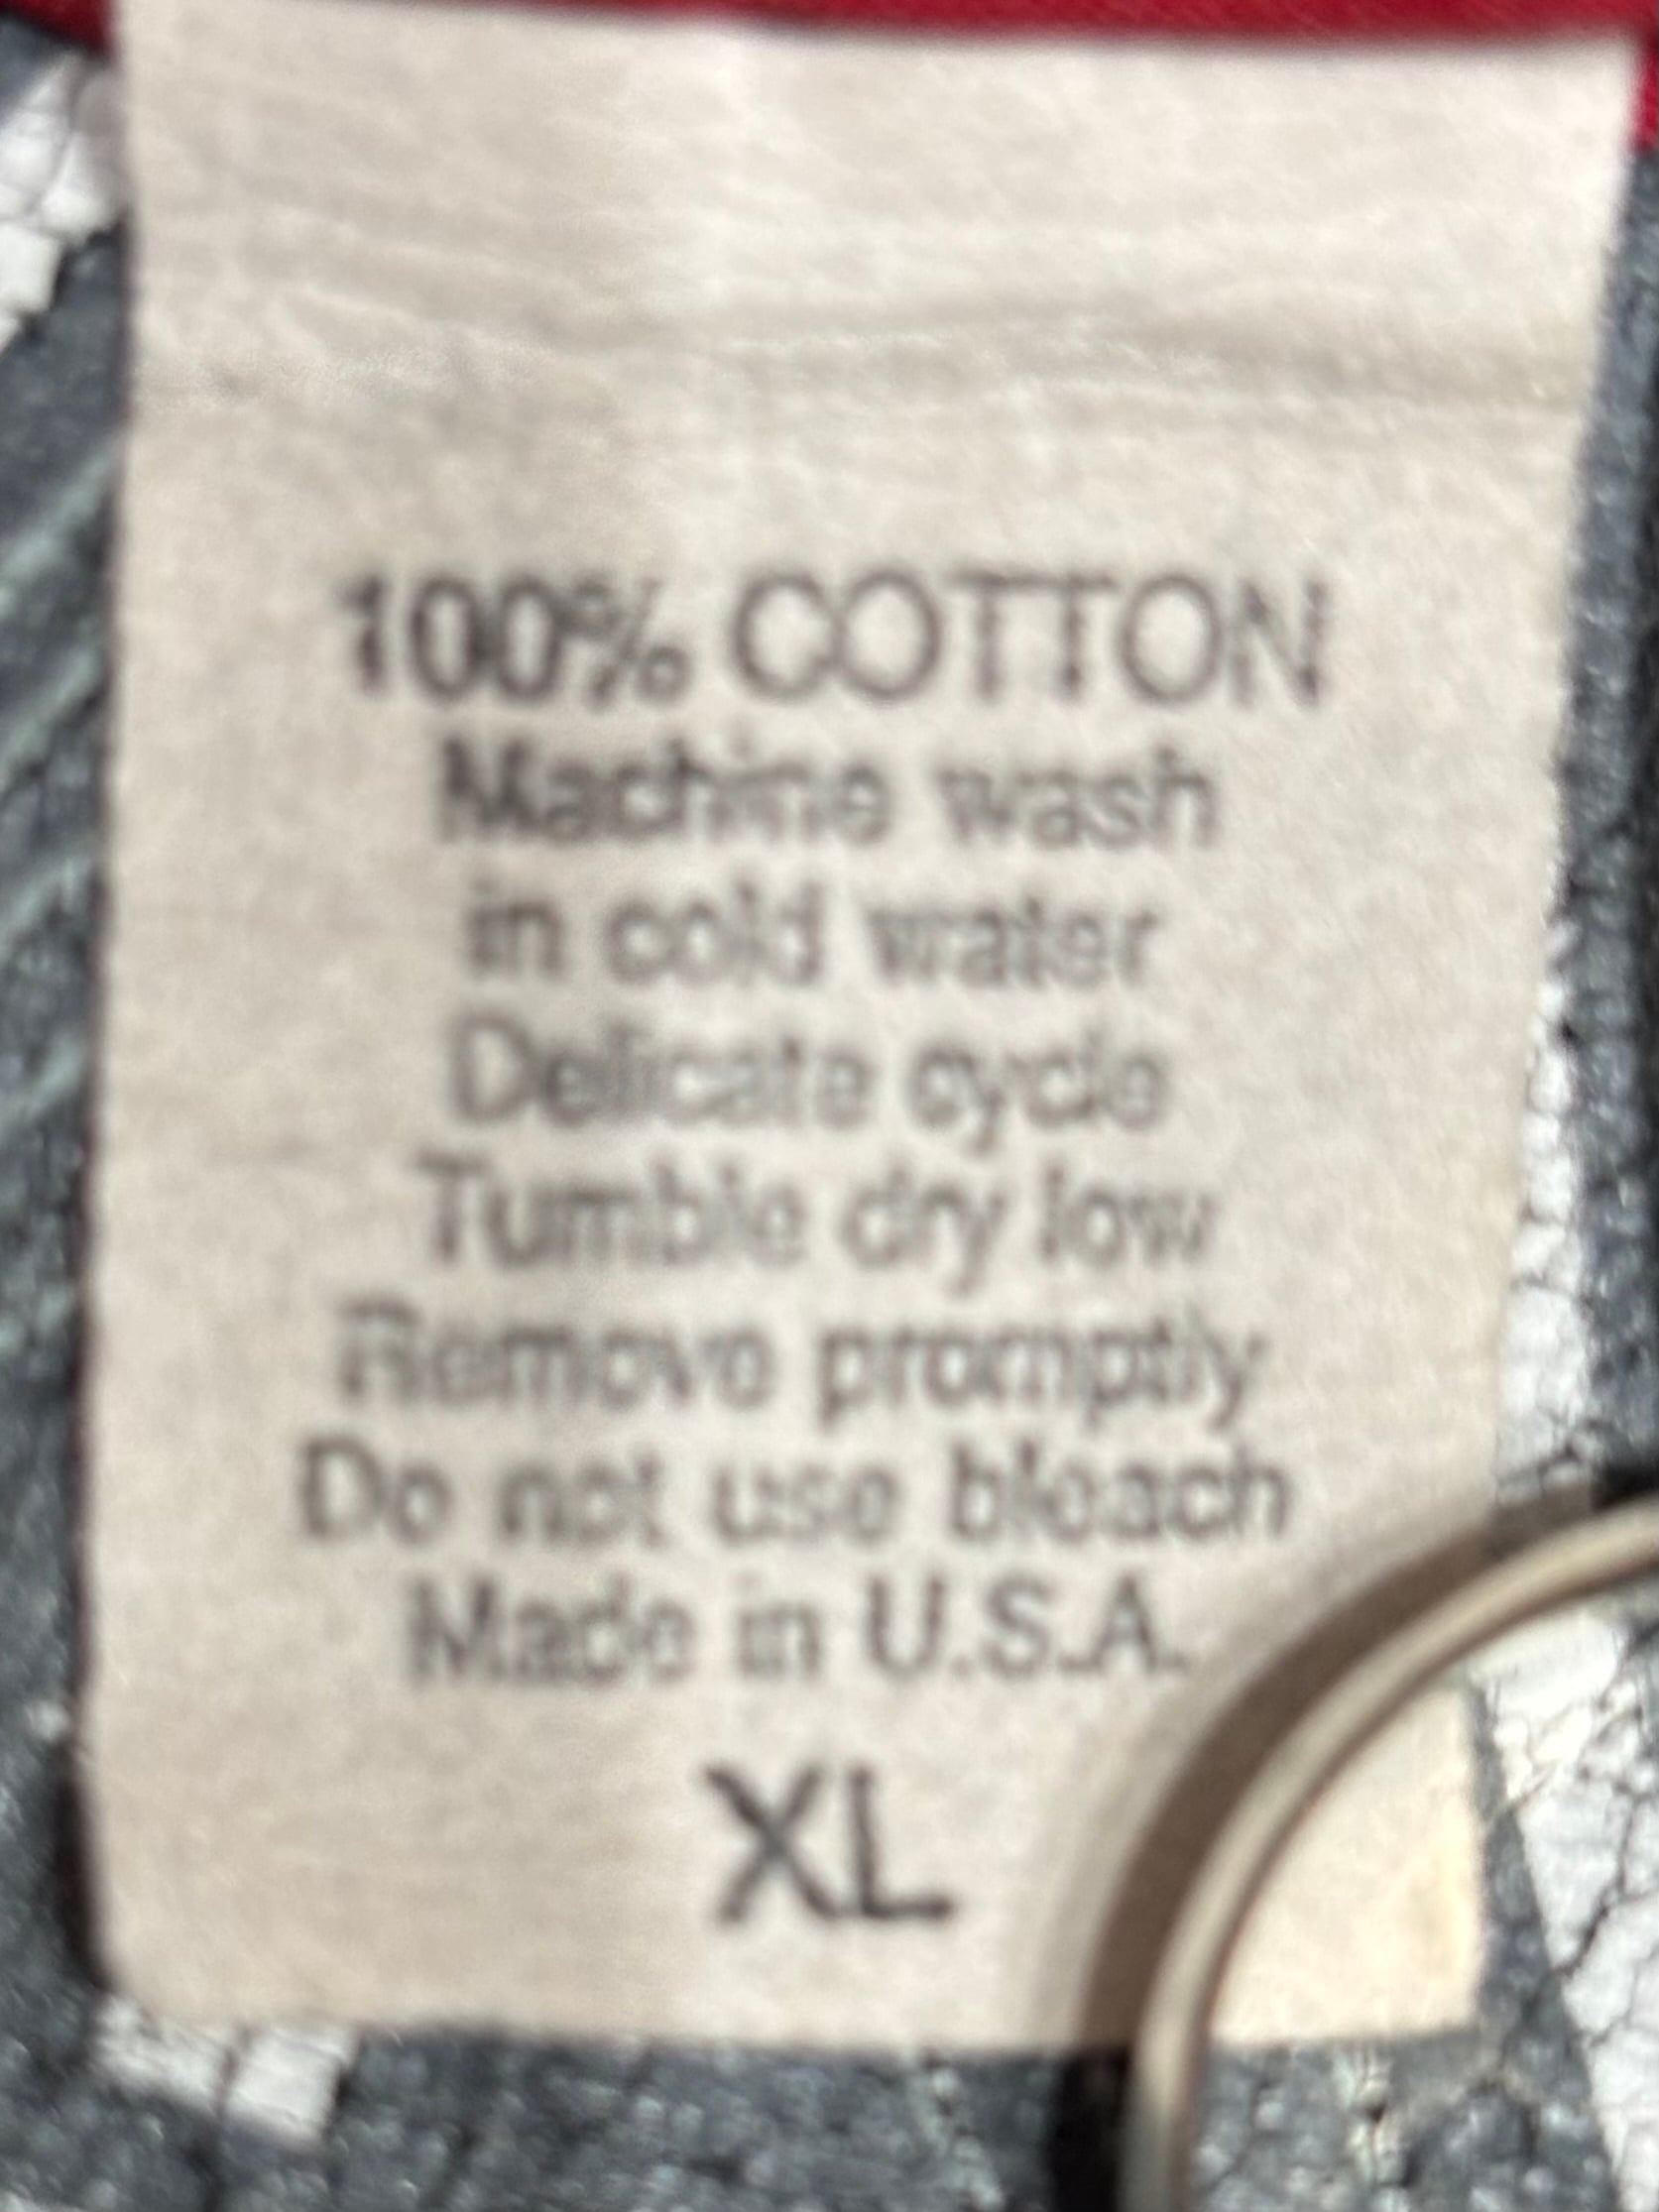 100% COTTON
Machine wash
in cold water
Delicate cycle
Tumble dry low
Remove promptly
Do not use bleach
Made in U.S.A.
XL